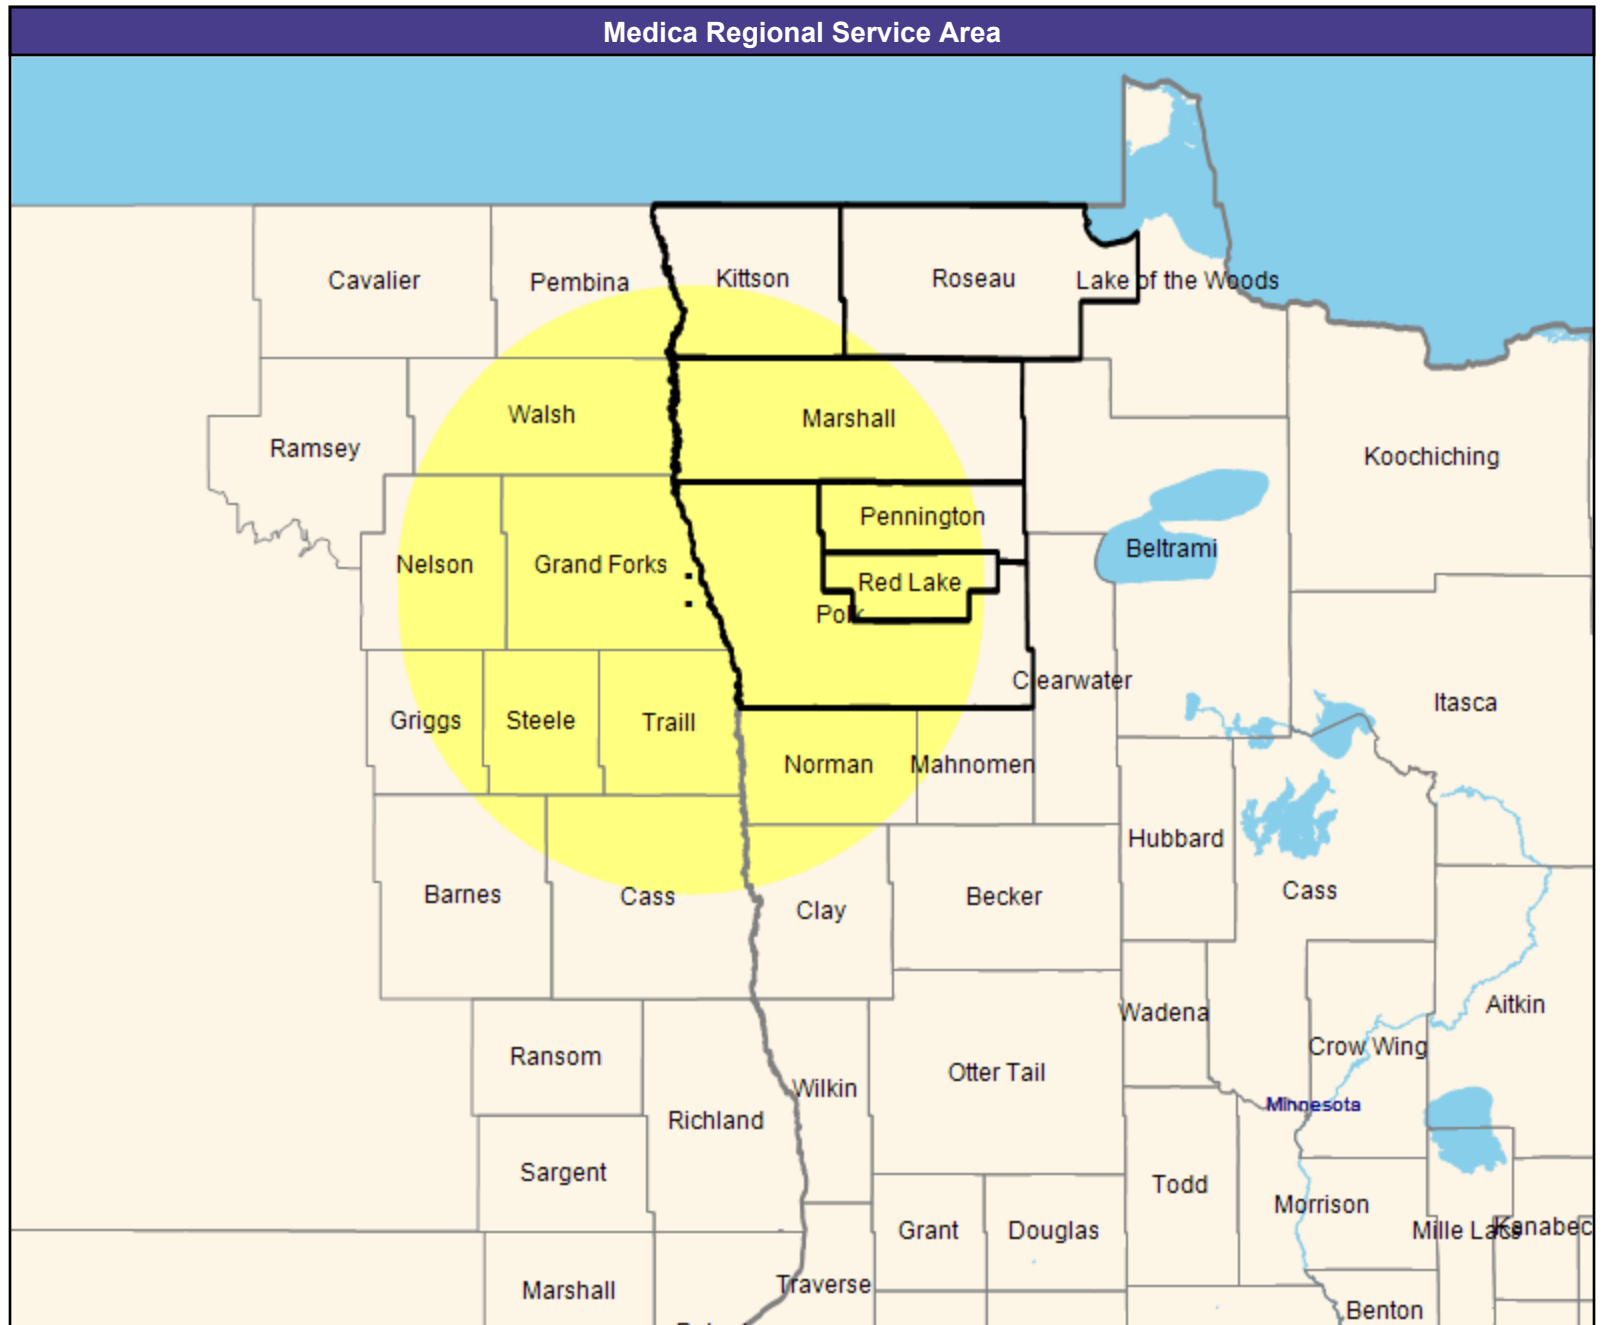 Medica Regional Service Area
Cavalier
Pembina
Kittson
Roseau
Lake of the Woods
Walsh
Marshall
Ramsey
Koochiching
Pennington
Beltrami
Nelson
Grand Forks
Red Lake
Polk
Clearwater
Itasca
Griggs
Steele
Traill
Norman
Mahnomen
Hubbard
Barnes
Cass
Clay
Becker
Cass
Aitkin
Wadena
Crow Wing
Ransom
Otter Tail
Wilkin
Minnesota
Richland
Sargent
Todd
Morrison
Grant
Douglas
Mille Lacs
Kanabec
Marshall
Traverse
Benton